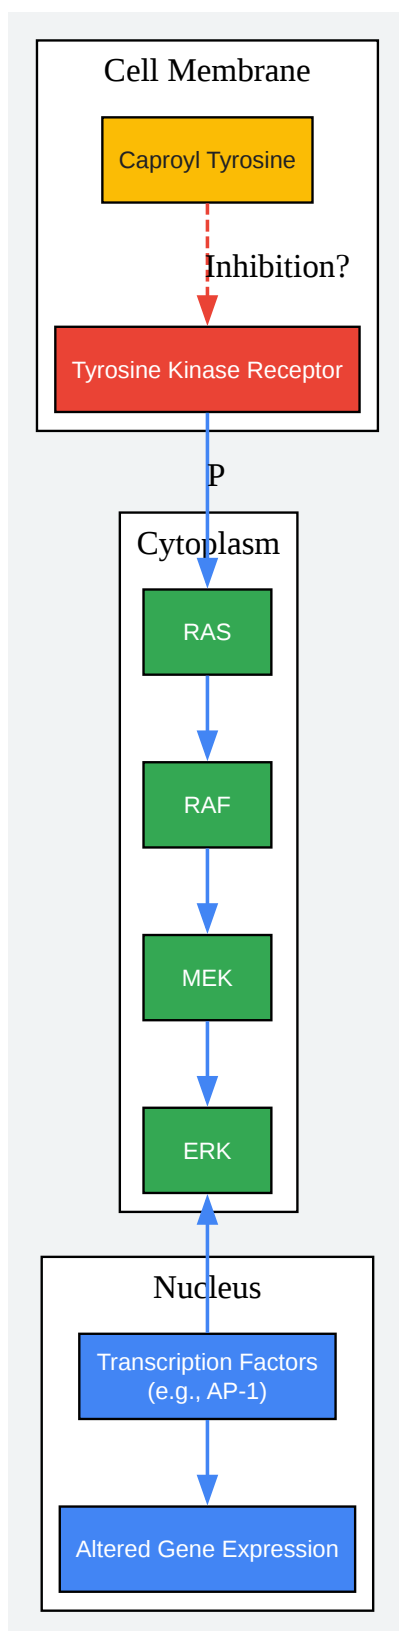 Cell Membrane
Caproyl Tyrosine
Inhibition?
Tyrosine Kinase Receptor
P
Cytoplasm
RAS
RAF
MEK
ERK
Nucleus
Transcription Factors
(e.g., AP-1)
Altered Gene Expression